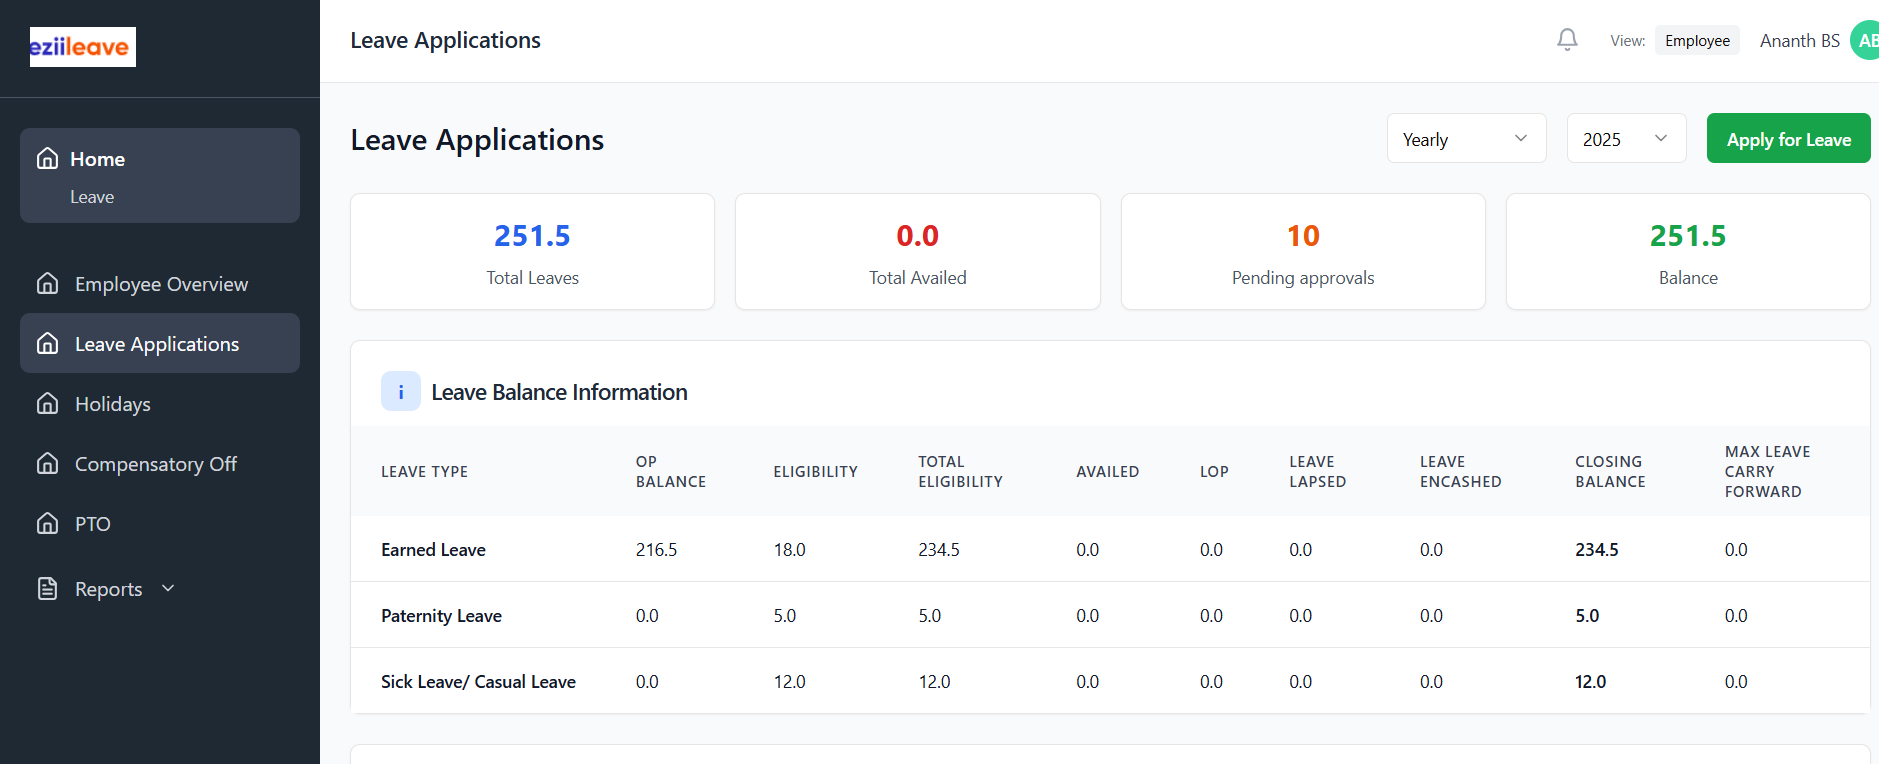 eziileave
Leave Applications
View: Employee Ananth BS AB
Home
Leave
Employee Overview
Leave Applications
Holidays
Compensatory Off
PTO
Reports
Leave Applications
Yearly 2025 Apply for Leave
251.5
Total Leaves
0.0
Total Availed
10
Pending approvals
251.5
Balance
i Leave Balance Information
LEAVE TYPE OP BALANCE ELIGIBILITY TOTAL ELIGIBILITY AVAILED LOP LEAVE LAPSED LEAVE ENCASHED CLOSING BALANCE MAX LEAVE CARRY FORWARD
Earned Leave 216.5 18.0 234.5 0.0 0.0 0.0 0.0 234.5 0.0
Paternity Leave 0.0 5.0 5.0 0.0 0.0 0.0 0.0 5.0 0.0
Sick Leave/ Casual Leave 0.0 12.0 12.0 0.0 0.0 0.0 0.0 12.0 0.0